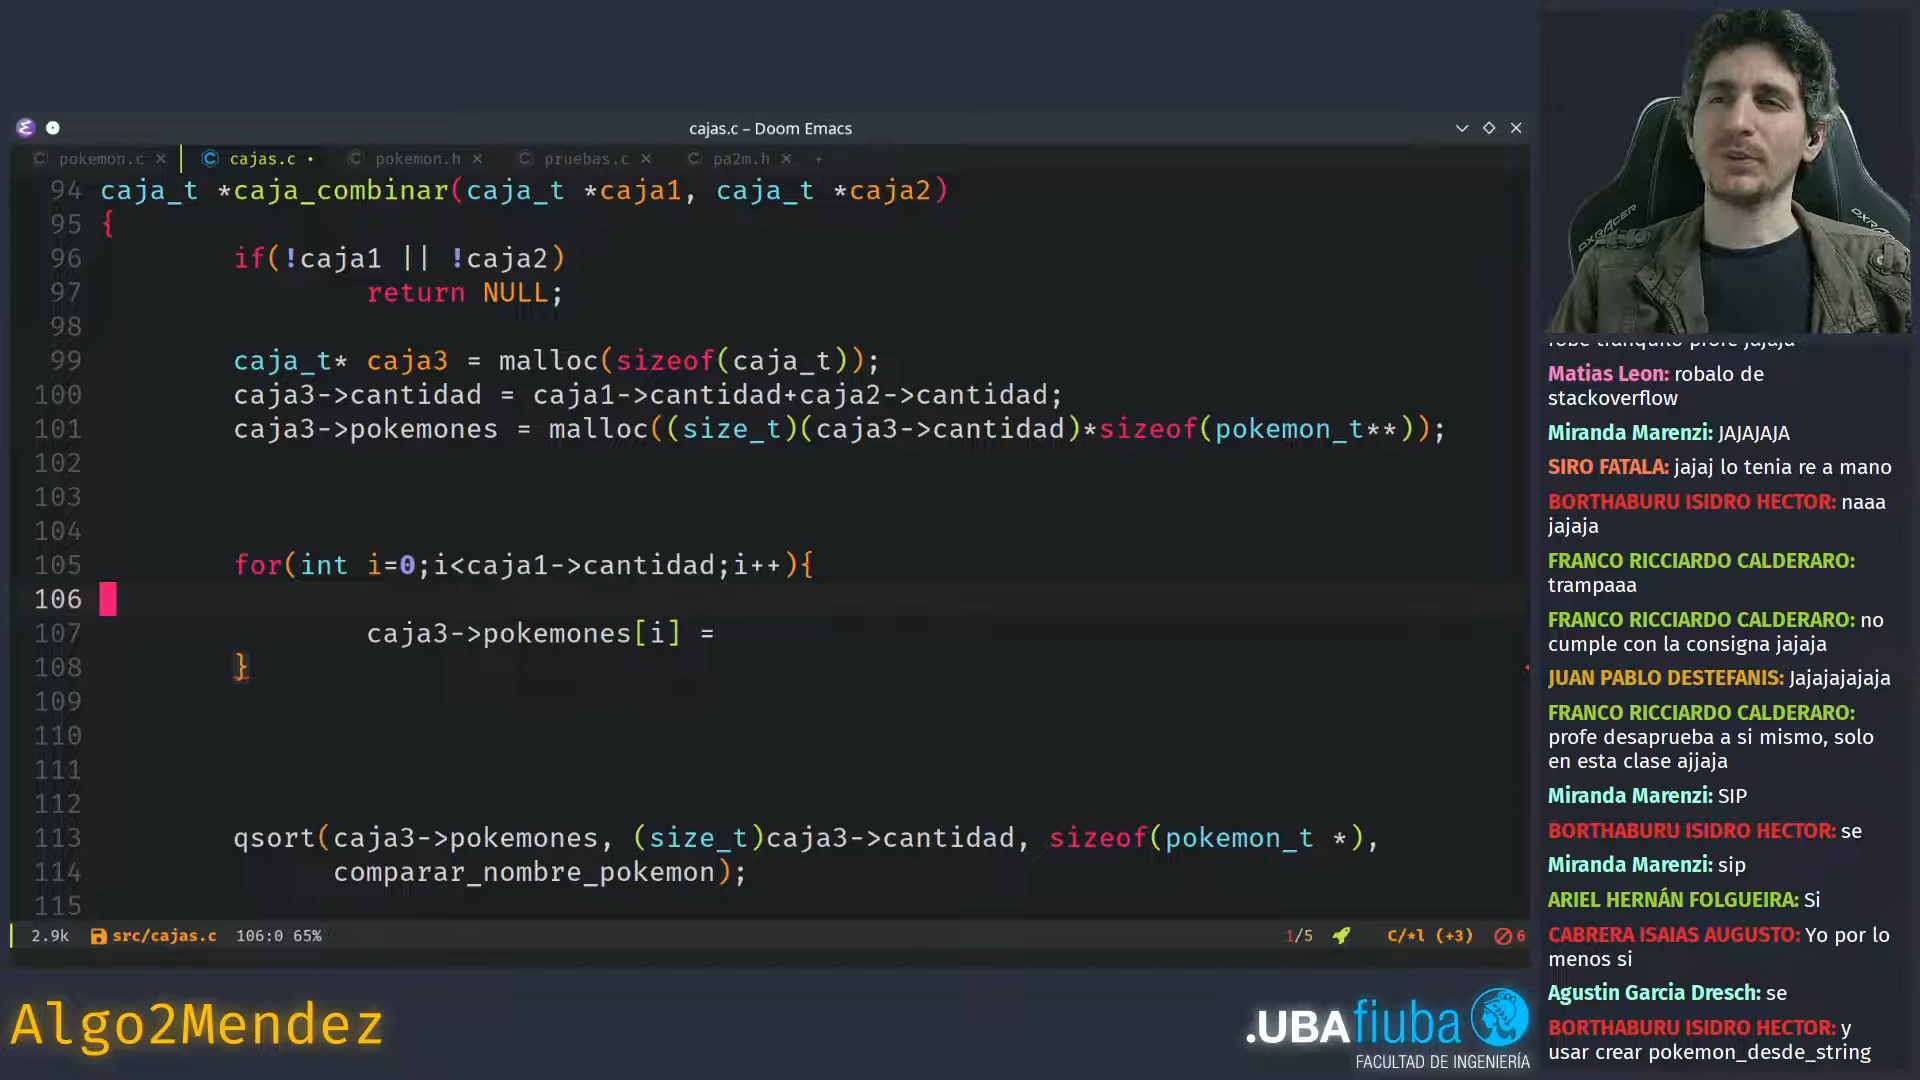 cajas.c – Doom Emacs
pokemon.c cajas.c pokemon.h pruebas.c pa2m.h +
94 caja_t *caja_combinar(caja_t *caja1, caja_t *caja2)
95 {
96 if(!caja1 || !caja2)
97 return NULL;
98
99 caja_t* caja3 = malloc(sizeof(caja_t));
100 caja3->cantidad = caja1->cantidad+caja2->cantidad;
101 caja3->pokemones = malloc((size_t)(caja3->cantidad)*sizeof(pokemon_t**));
102
103
104
105 for(int i=0;i<caja1->cantidad;i++){
106
107 caja3->pokemones[i] =
108 }
109
110
111
112
113 qsort(caja3->pokemones, (size_t)caja3->cantidad, sizeof(pokemon_t *),
114 comparar_nombre_pokemon);
115
2.9k src/cajas.c 106:0 65% 1/5 C/*l (+3) 6
Algo2Mendez
.UBAfiuba
FACULTAD DE INGENIERÍA
DXRACER
Matias Leon: robalo de
stackoverflow
Miranda Marenzi: JAJAJAJA
SIRO FATALA: jajaj lo tenia re a mano
BORTHABURU ISIDRO HECTOR: naaa
jajaja
FRANCO RICCIARDO CALDERARO:
trampaaa
FRANCO RICCIARDO CALDERARO: no
cumple con la consigna jajaja
JUAN PABLO DESTEFANIS: Jajajajajaja
FRANCO RICCIARDO CALDERARO:
profe desaprueba a si mismo, solo
en esta clase ajjaja
Miranda Marenzi: SIP
BORTHABURU ISIDRO HECTOR: se
Miranda Marenzi: sip
ARIEL HERNÁN FOLGUEIRA: Si
CABRERA ISAIAS AUGUSTO: Yo por lo
menos si
Agustin Garcia Dresch: se
BORTHABURU ISIDRO HECTOR: y
usar crear pokemon_desde_string